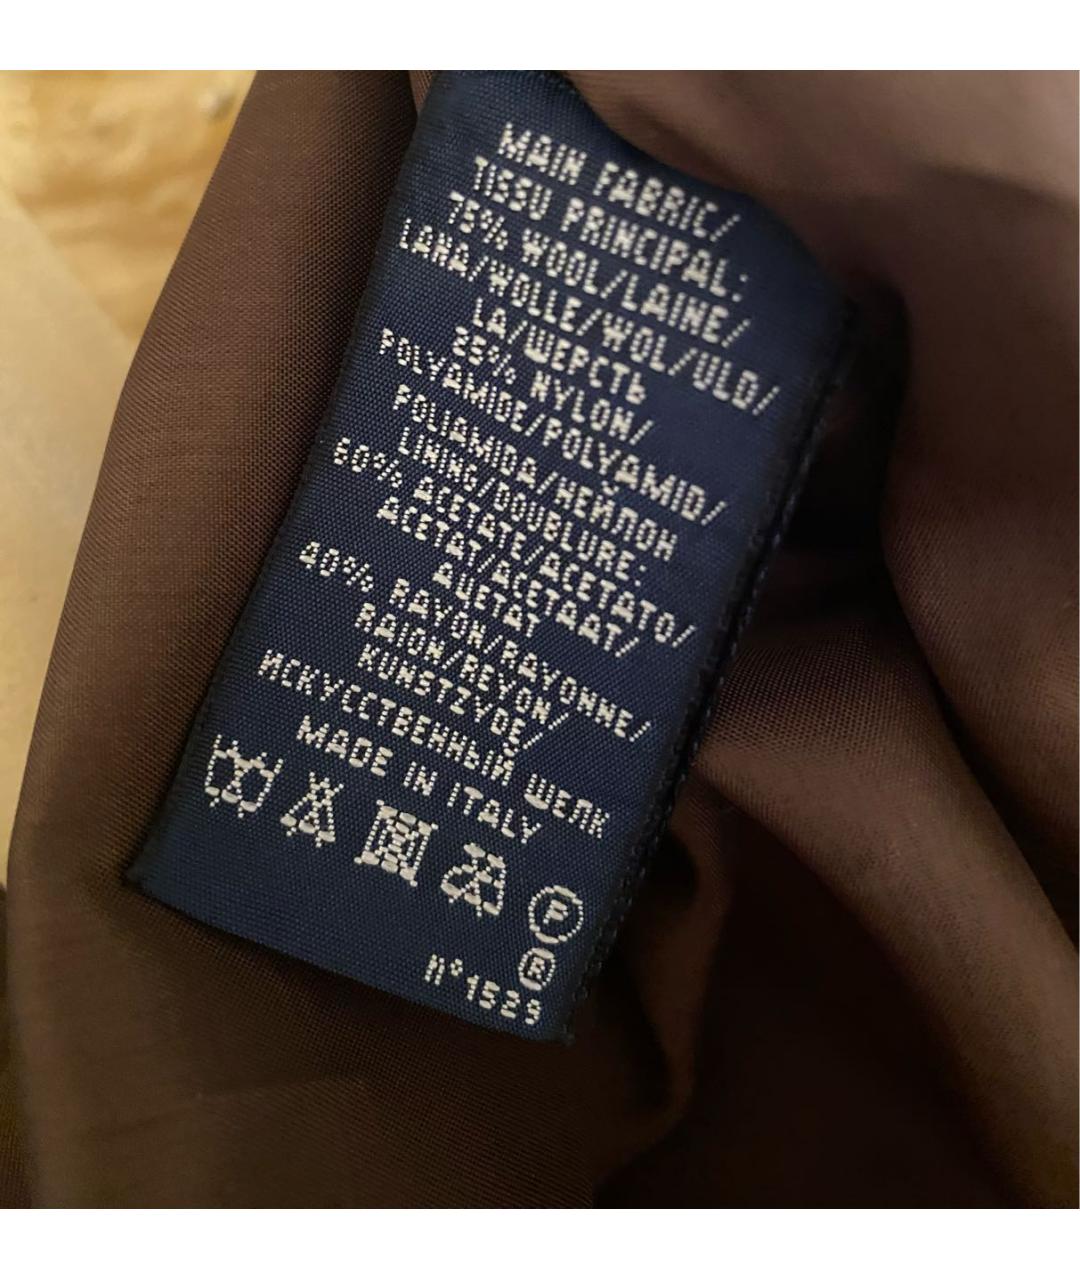 MAIN FABRIC/
TISSU PRINCIPAL:
75% WOOL/LAINE/
LANA/WOLLE/WOL/ULD/
LA/ШЕРСТЬ
25% NYLON/
POLYAMIDE/POLYAMID/
POLIAMIDA/НЕЙЛОН
LINING/DOUBLURE:
60% ACETATE/ACETATO/
ACETAT/ACETAAT/
АЦЕТАТ
40% RAYON/RAYONNE/
RAION/REYON/
KUNSTZYDE/
ИСКУССТВЕННЫЙ ШЕЛК
MADE IN ITALY
P
R
n° 1529